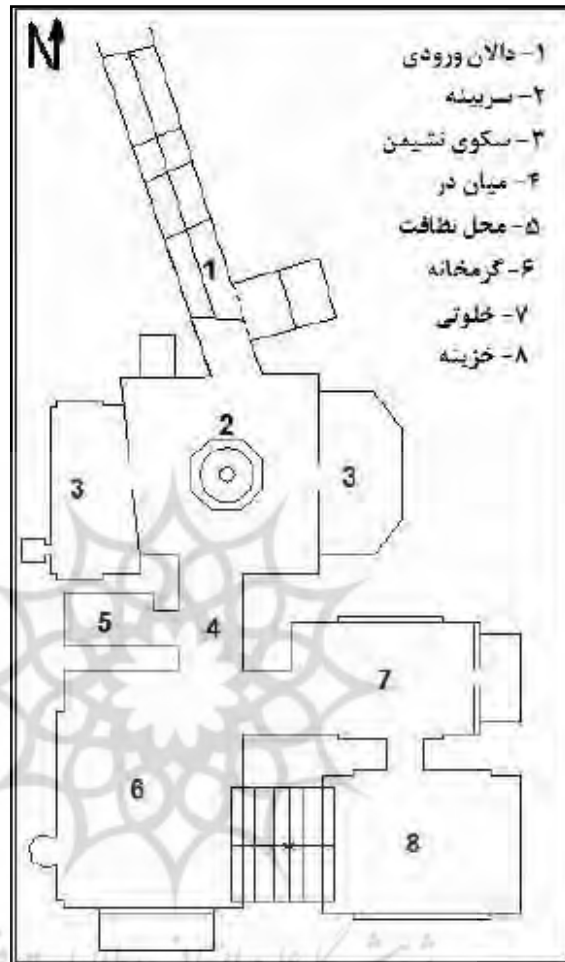 N
۱- دالان ورودی
۲- سربینه
۳- سکوی نشیمن
۴- میان در
۵- محل نظافت
۶- گرمخانه
۷- خلوتی
۸- خزینه
1
2
3
3
4
5
6
7
8